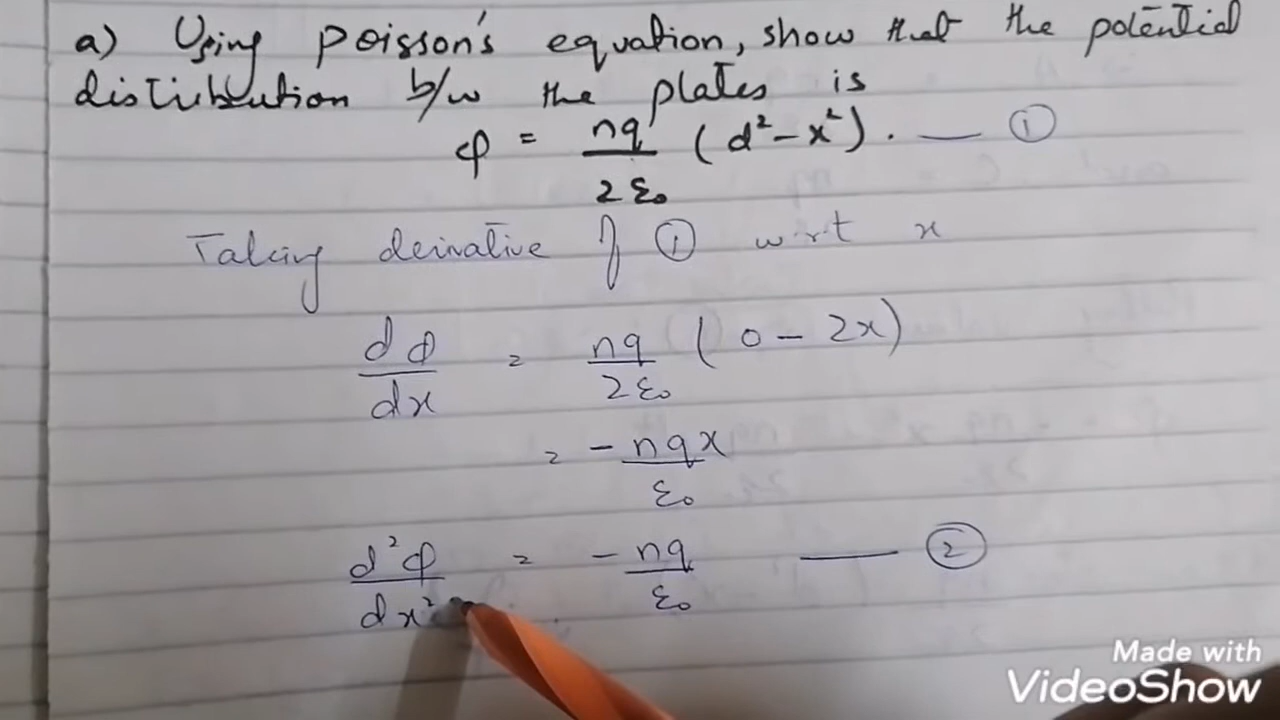 a) Using poisson's equation, show that the potential
distribution b/w the plates is
φ = nq/2ε₀ (d² – x²). — ①
Taking derivative of ① wrt x
dφ/dx = nq/2ε₀ (0 – 2x)
= – nqx/ε₀
d²φ/dx² = – nq/ε₀ — ②
Made with
VideoShow